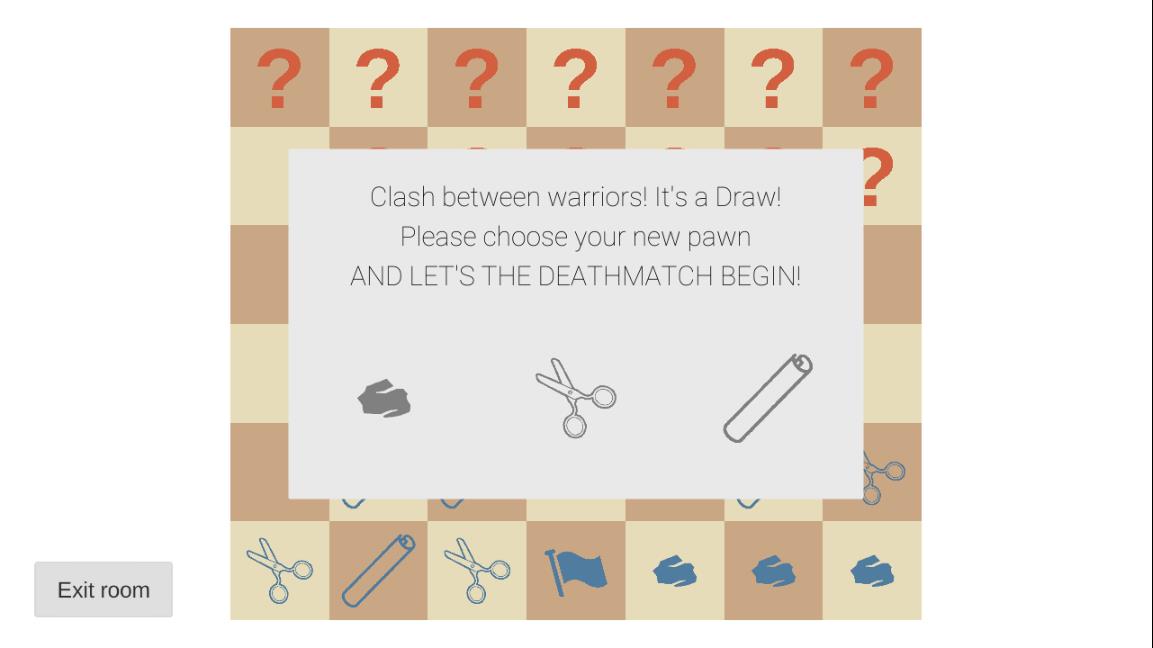 ? ? ? ? ? ? ?
?
Clash between warriors! It's a Draw!
Please choose your new pawn
AND LET'S THE DEATHMATCH BEGIN!
Exit room